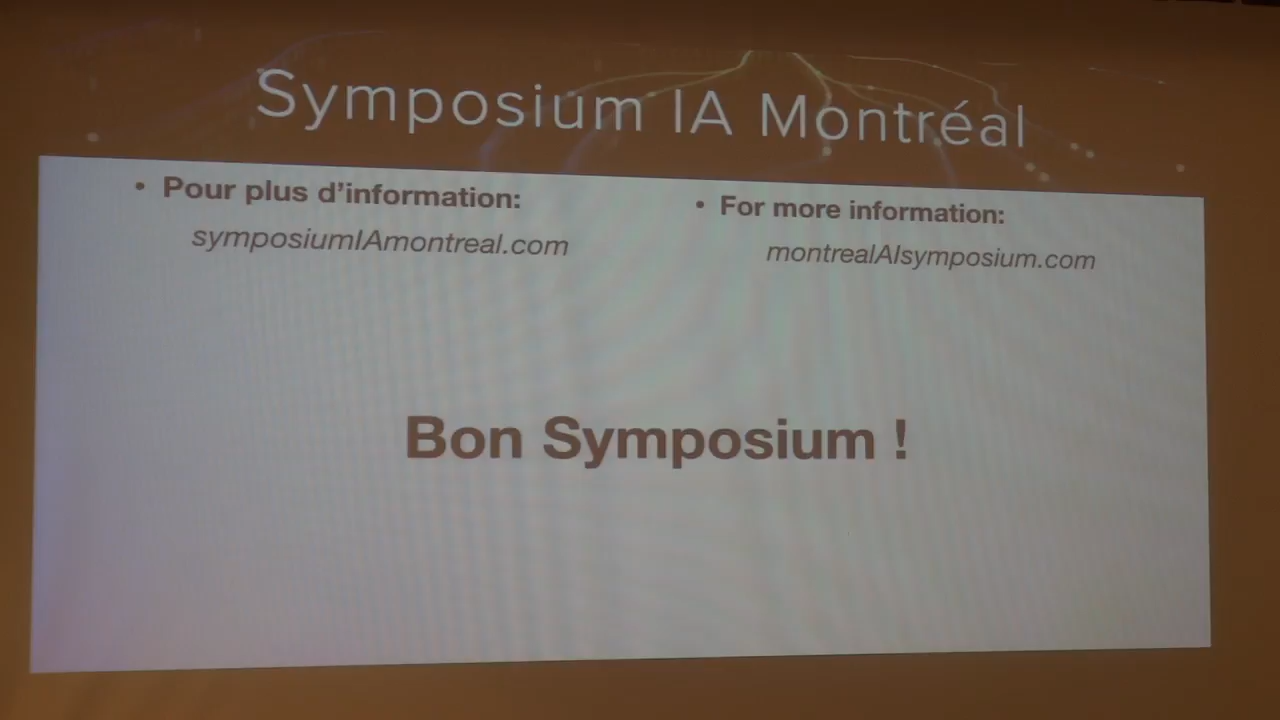 Symposium IA Montréal
• Pour plus d'information:
symposiumIAmontreal.com
• For more information:
montrealAIsymposium.com
Bon Symposium !